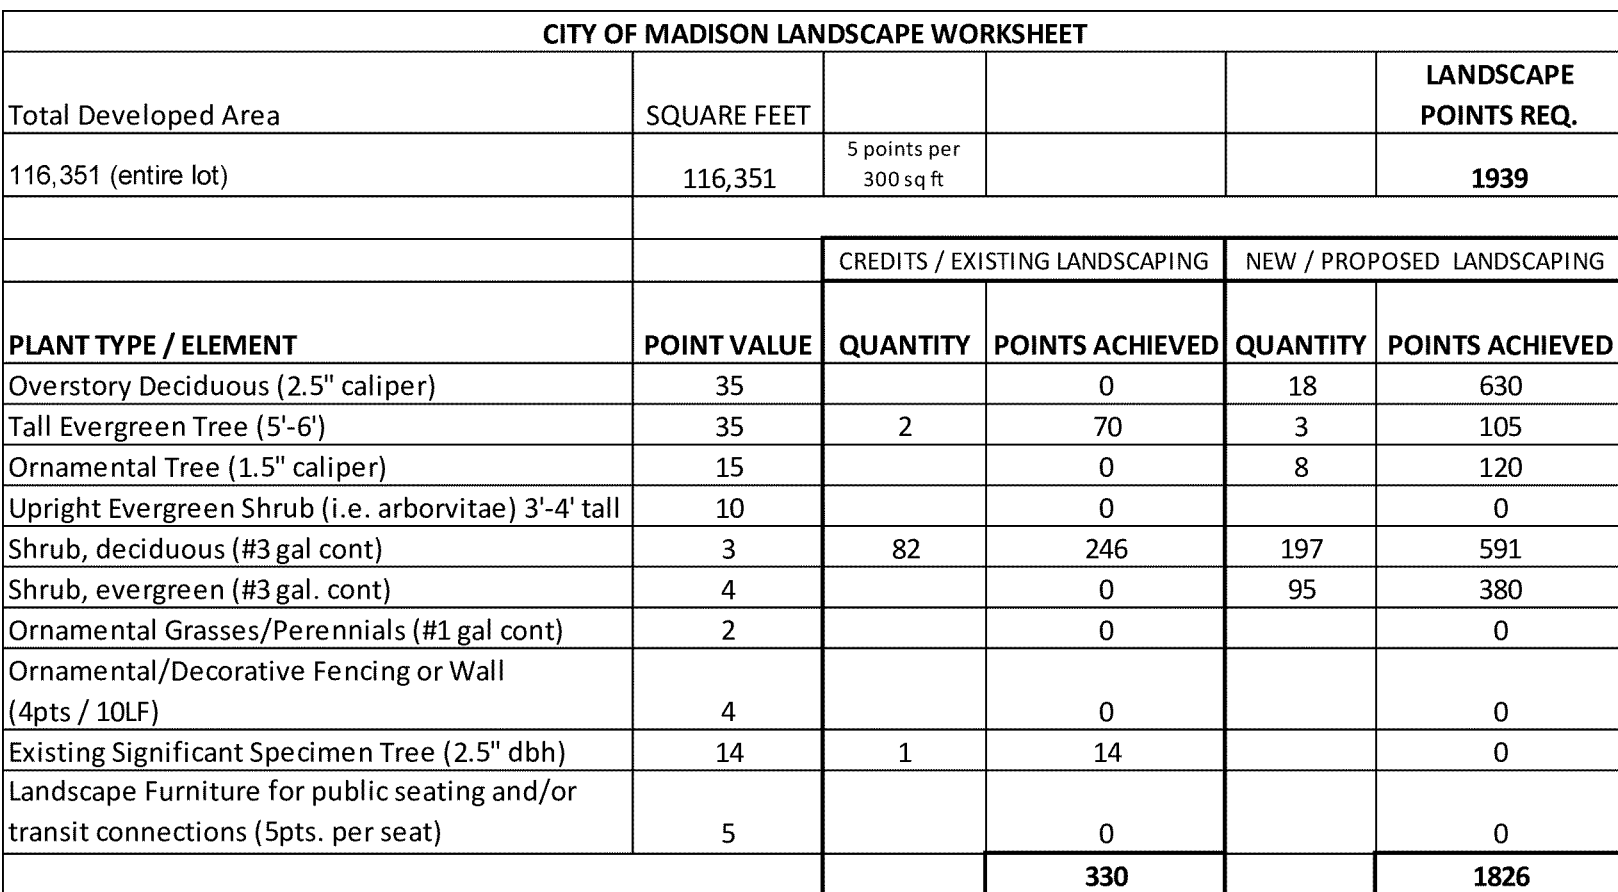 CITY OF MADISON LANDSCAPE WORKSHEET
Total Developed Area SQUARE FEET LANDSCAPE POINTS REQ.
116,351 (entire lot) 116,351 5 points per 300 sq ft 1939
CREDITS / EXISTING LANDSCAPING NEW / PROPOSED LANDSCAPING
PLANT TYPE / ELEMENT POINT VALUE QUANTITY POINTS ACHIEVED QUANTITY POINTS ACHIEVED
Overstory Deciduous (2.5" caliper) 35 0 18 630
Tall Evergreen Tree (5'-6') 35 2 70 3 105
Ornamental Tree (1.5" caliper) 15 0 8 120
Upright Evergreen Shrub (i.e. arborvitae) 3'-4' tall 10 0 0
Shrub, deciduous (#3 gal cont) 3 82 246 197 591
Shrub, evergreen (#3 gal. cont) 4 0 95 380
Ornamental Grasses/Perennials (#1 gal cont) 2 0 0
Ornamental/Decorative Fencing or Wall
(4pts / 10LF) 4 0 0
Existing Significant Specimen Tree (2.5" dbh) 14 1 14 0
Landscape Furniture for public seating and/or
transit connections (5pts. per seat) 5 0 0
330 1826